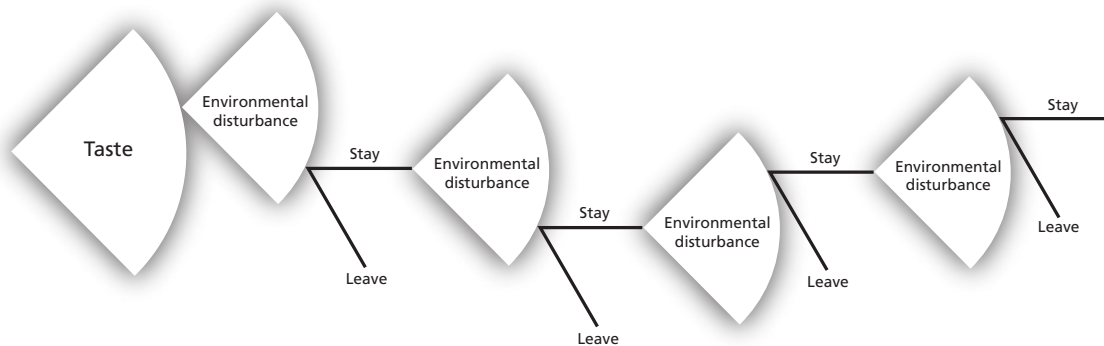 Taste
Environmental
disturbance
Stay
Leave
Environmental
disturbance
Stay
Leave
Environmental
disturbance
Stay
Leave
Environmental
disturbance
Stay
Leave